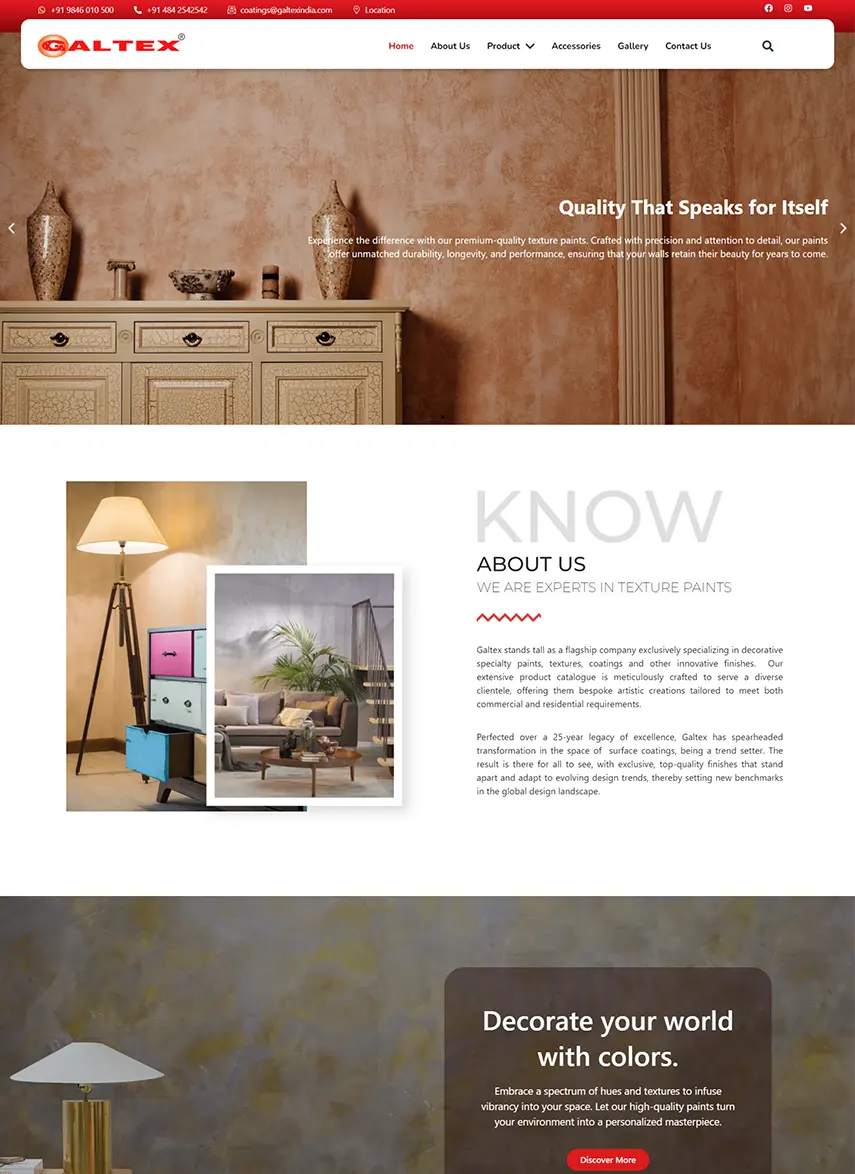 +91 9846 010 500 +91 484 2542542 coatings@galtexindia.com Location
GALTEX®
Home About Us Product Accessories Gallery Contact Us
Quality That Speaks for Itself
Experience the difference with our premium-quality texture paints. Crafted with precision and attention to detail, our paints
offer unmatched durability, longevity, and performance, ensuring that your walls retain their beauty for years to come.
KNOW
ABOUT US
WE ARE EXPERTS IN TEXTURE PAINTS
Galtex stands tall as a flagship company exclusively specializing in decorative
specialty paints, textures, coatings and other innovative finishes. Our
extensive product catalogue is meticulously crafted to serve a diverse
clientele, offering them bespoke artistic creations tailored to meet both
commercial and residential requirements.
Perfected over a 25-year legacy of excellence, Galtex has spearheaded
transformation in the space of surface coatings, being a trend setter. The
result is there for all to see, with exclusive, top-quality finishes that stand
apart and adapt to evolving design trends, thereby setting new benchmarks
in the global design landscape.
Decorate your world
with colors.
Embrace a spectrum of hues and textures to infuse
vibrancy into your space. Let our high-quality paints turn
your environment into a personalized masterpiece.
Discover More